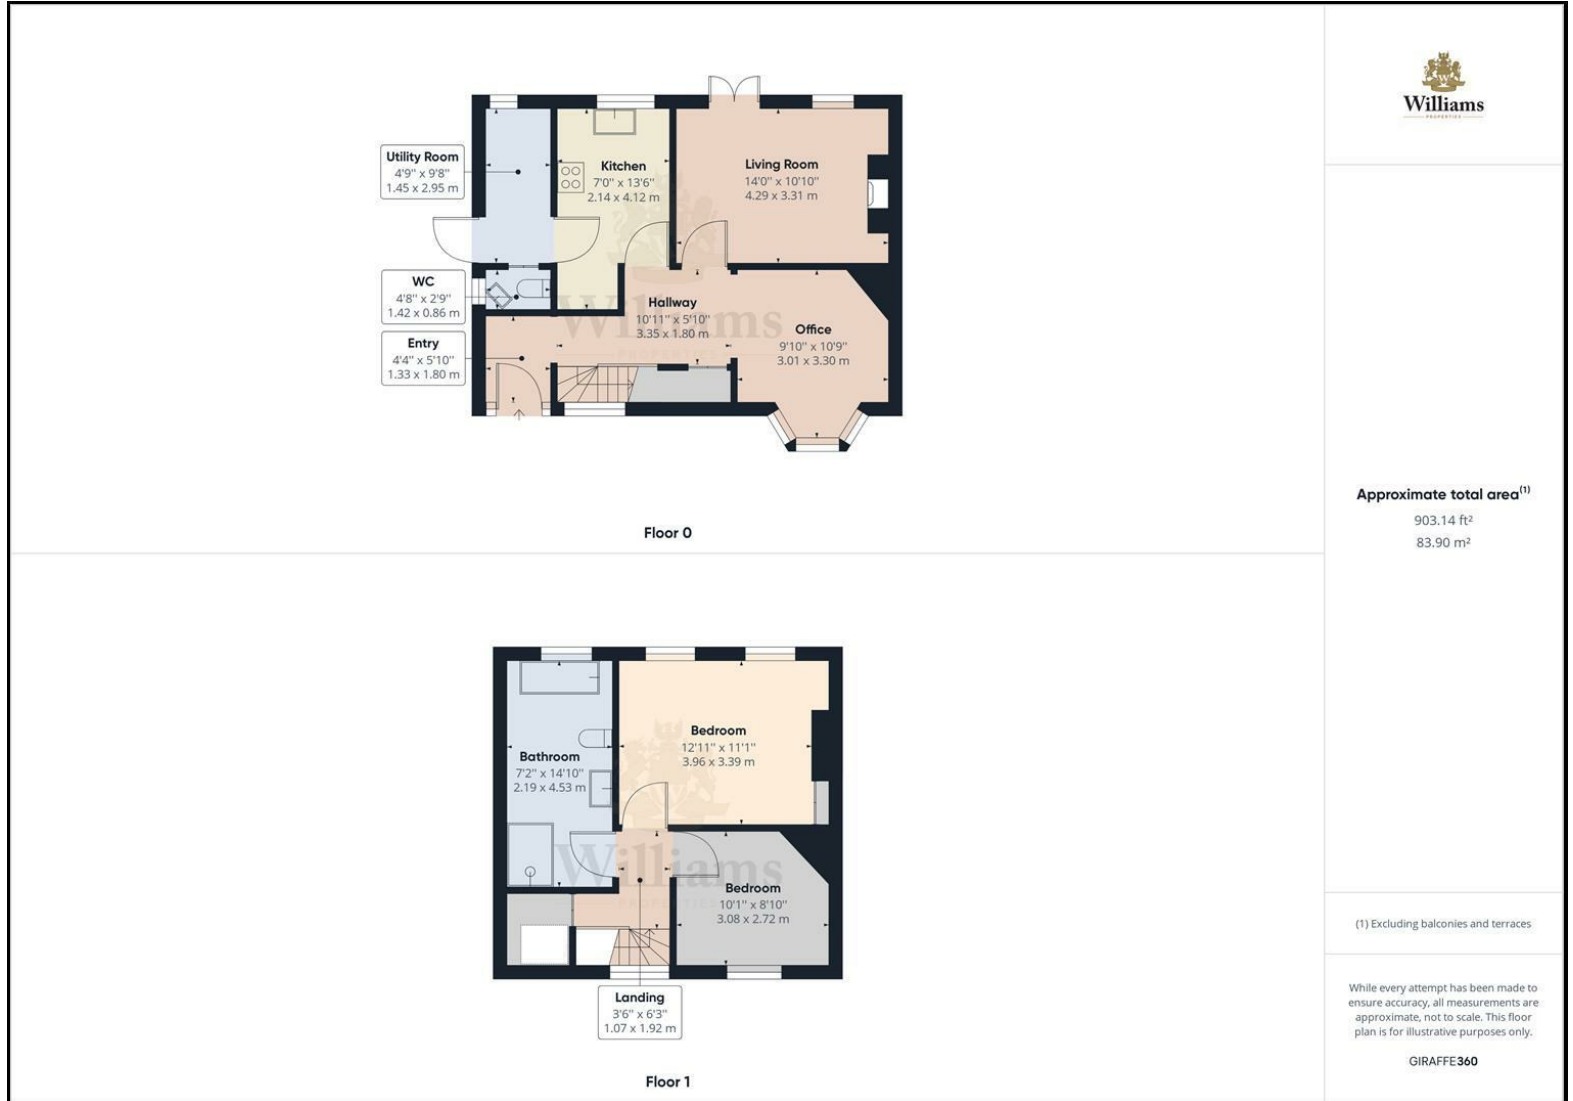 Utility Room
4'9" x 9'8"
1.45 x 2.95 m
Kitchen
7'0" x 13'6"
2.14 x 4.12 m
Living Room
14'0" x 10'10"
4.29 x 3.31 m
WC
4'8" x 2'9"
1.42 x 0.86 m
Entry
4'4" x 5'10"
1.33 x 1.80 m
Hallway
10'11" x 5'10"
3.35 x 1.80 m
Office
9'10" x 10'9"
3.01 x 3.30 m
Williams
PROPERTIES
Floor 0
Bathroom
7'2" x 14'10"
2.19 x 4.53 m
Bedroom
12'11" x 11'1"
3.96 x 3.39 m
Bedroom
10'1" x 8'10"
3.08 x 2.72 m
Williams
PROPERTIES
Landing
3'6" x 6'3"
1.07 x 1.92 m
Floor 1
W
Williams
PROPERTIES
Approximate total area(1)
903.14 ft²
83.90 m²
(1) Excluding balconies and terraces
While every attempt has been made to
ensure accuracy, all measurements are
approximate, not to scale. This floor
plan is for illustrative purposes only.
GIRAFFE360